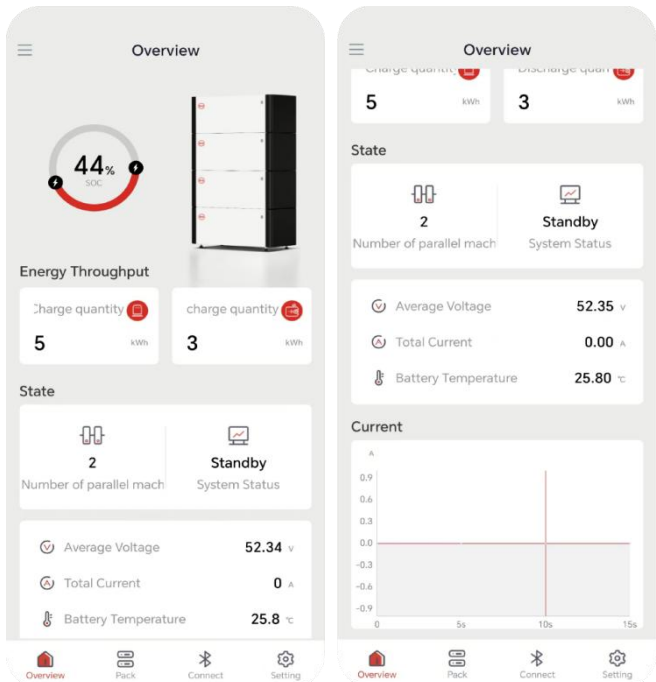 Overview
44%
SOC
Energy Throughput
Charge quantity
5 kWh
charge quantity
3 kWh
State
2
Number of parallel mach
Standby
System Status
Average Voltage 52.34 V
Total Current 0 A
Battery Temperature 25.8 ℃
Overview Pack Connect Setting
Overview
Charge quantity
5 kWh
Discharge quan
3 kWh
State
2
Number of parallel mach
Standby
System Status
Average Voltage 52.35 V
Total Current 0.00 A
Battery Temperature 25.80 ℃
Current
A
0.9
0.6
0.3
0.0
-0.3
-0.6
-0.9
0 5s 10s 15s
Overview Pack Connect Setting